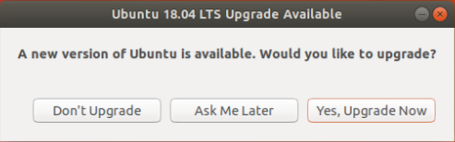 Ubuntu 18.04 LTS Upgrade Available
A new version of Ubuntu is available. Would you like to upgrade?
Don't Upgrade Ask Me Later Yes, Upgrade Now